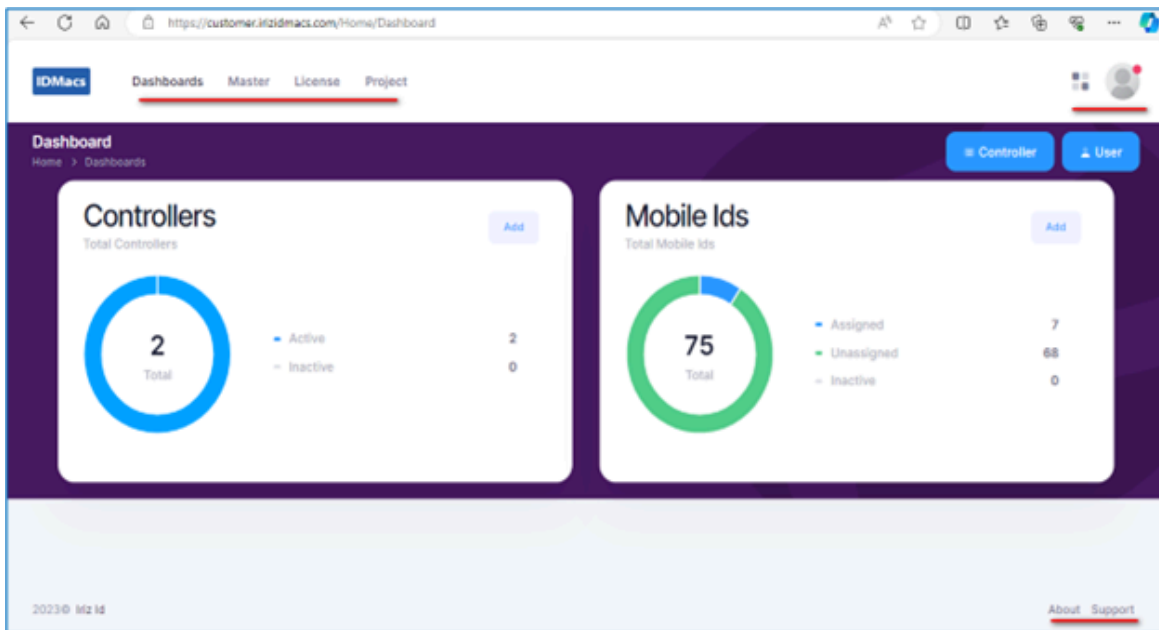 https://customer.irizidmacs.com/Home/Dashboard
IDMacs Dashboards Master License Project
Dashboard
Home > Dashboards
Controller User
Controllers
Total Controllers
Add
2
Total
Active 2
Inactive 0
Mobile Ids
Total Mobile Ids
Add
75
Total
Assigned 7
Unassigned 68
Inactive 0
2023© Iriz Id
About Support